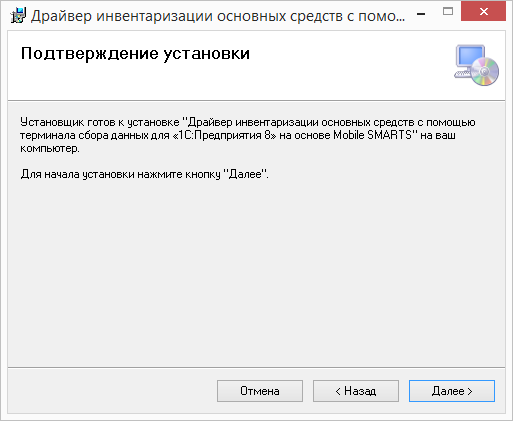 Драйвер инвентаризации основных средств с помо...
Подтверждение установки
Установщик готов к установке "Драйвер инвентаризации основных средств с помощью
терминала сбора данных для «1С:Предприятия 8» на основе Mobile SMARTS" на ваш
компьютер.
Для начала установки нажмите кнопку "Далее".
Отмена
< Назад
Далее >